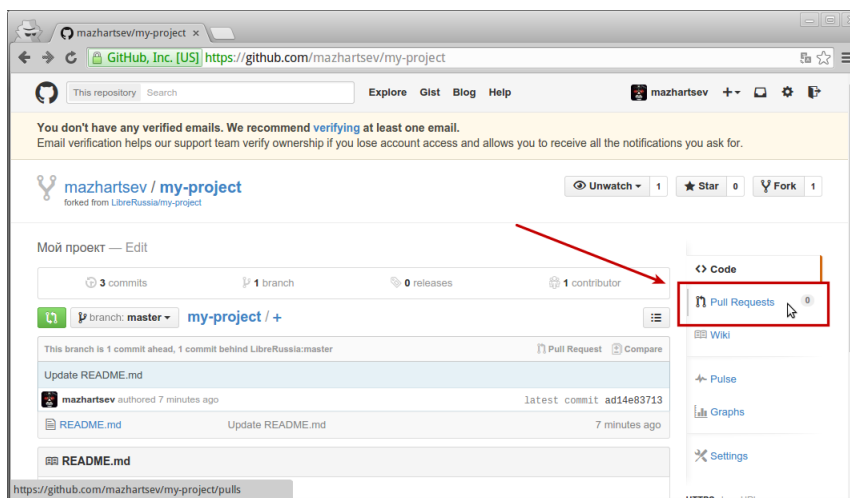 mazhartsev/my-project ×
GitHub, Inc. [US] https://github.com/mazhartsev/my-project
This repository Search Explore Gist Blog Help mazhartsev
You don't have any verified emails. We recommend verifying at least one email.
Email verification helps our support team verify ownership if you lose account access and allows you to receive all the notifications you ask for.
mazhartsev / my-project Unwatch 1 Star 0 Fork 1
forked from LibreRussia/my-project
Мой проект — Edit
<> Code
3 commits 1 branch 0 releases 1 contributor
Pull Requests 0
branch: master my-project / +
Wiki
This branch is 1 commit ahead, 1 commit behind LibreRussia:master Pull Request Compare
Update README.md
Pulse
mazhartsev authored 7 minutes ago latest commit ad14e83713
Graphs
README.md Update README.md 7 minutes ago
Settings
README.md
https://github.com/mazhartsev/my-project/pulls